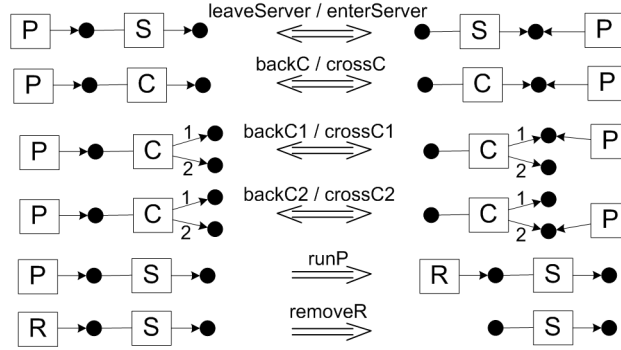 leaveServer / enterServer
P S S P
backC / crossC
P C C P
backC1 / crossC1
P C 1 2 C 1 2 P
backC2 / crossC2
P C 1 2 C 1 2 P
runP
P S R S
removeR
R S S